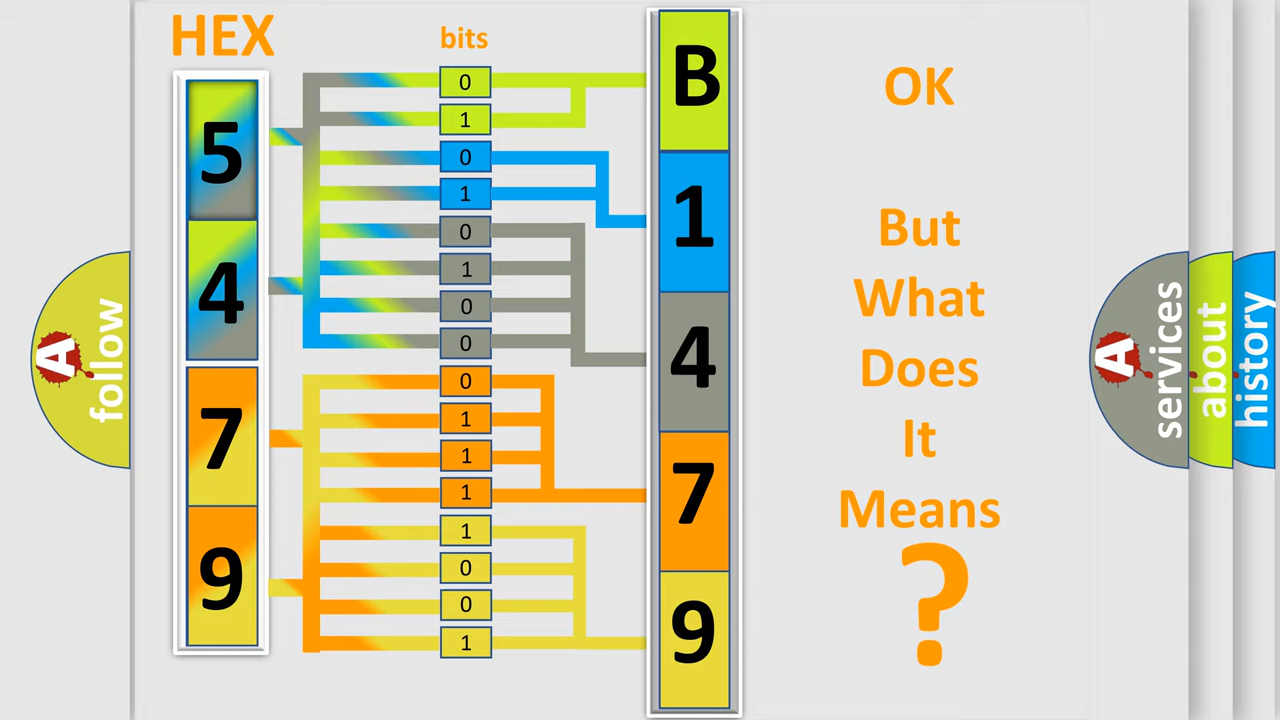 HEX
bits
5
4
7
9
0
1
0
1
0
1
0
0
0
1
1
1
1
0
0
1
B
1
4
7
9
OK
But
What
Does
It
Means
?
A
follow
A
services
about
history